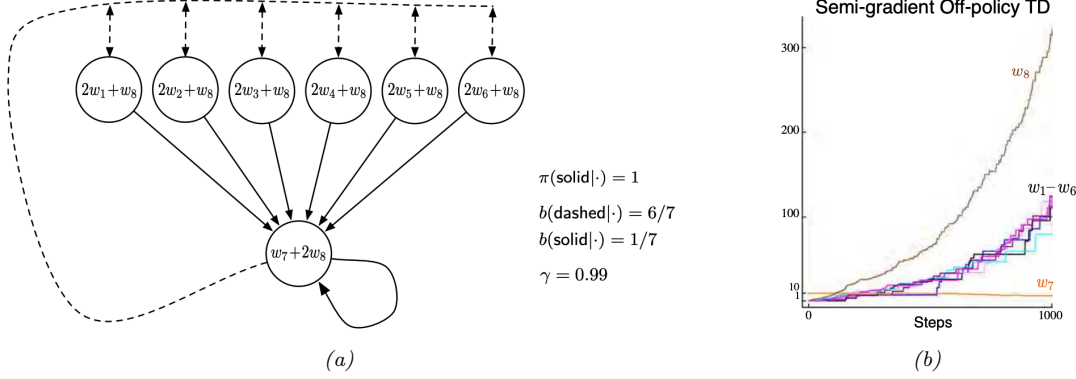 2w₁+w₈ 2w₂+w₈ 2w₃+w₈ 2w₄+w₈ 2w₅+w₈ 2w₆+w₈
w₇+2w₈
π(solid|·) = 1
b(dashed|·) = 6/7
b(solid|·) = 1/7
γ = 0.99
(a)
Semi-gradient Off-policy TD
300
w₈
200
w₁–w₆
100
10
w₇
1
0 1000
Steps
(b)